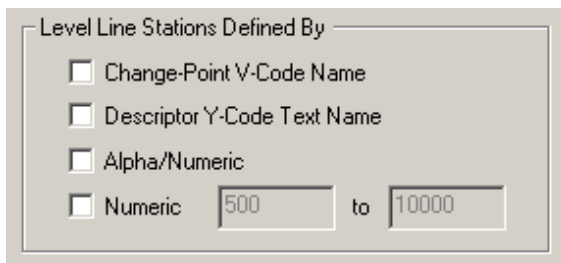 Level Line Stations Defined By
Change-Point V-Code Name
Descriptor Y-Code Text Name
Alpha/Numeric
Numeric 500 to 10000